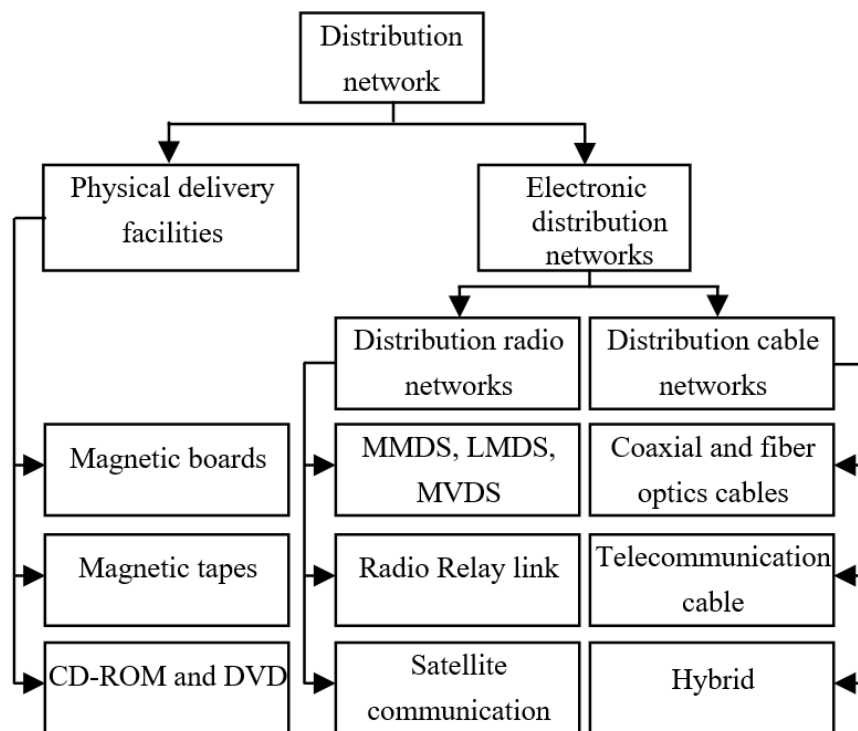 Distribution
network
Physical delivery
facilities
Electronic
distribution
networks
Distribution radio
networks
Distribution cable
networks
Magnetic boards
MMDS, LMDS,
MVDS
Coaxial and fiber
optics cables
Magnetic tapes
Radio Relay link
Telecommunication
cable
CD-ROM and DVD
Satellite
communication
Hybrid